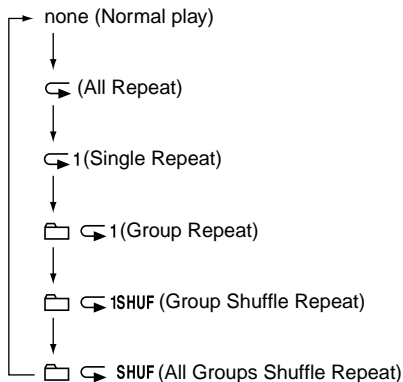 none (Normal play)
(All Repeat)
1 (Single Repeat)
1 (Group Repeat)
1SHUF (Group Shuffle Repeat)
SHUF (All Groups Shuffle Repeat)